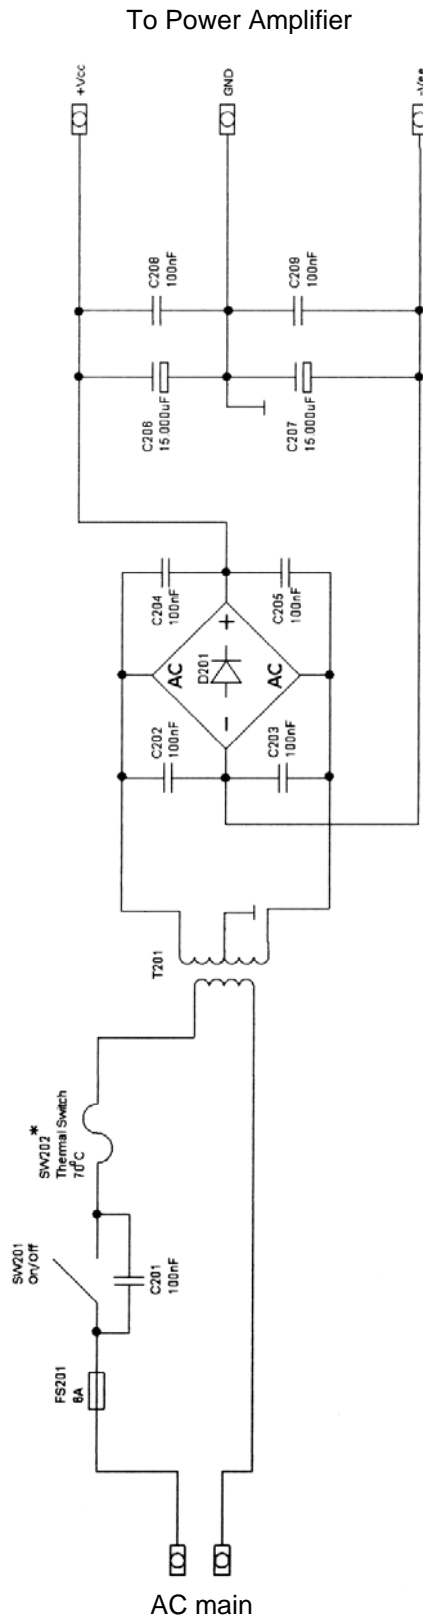 To Power Amplifier
+Vcc
GND
-Vee
C208
100nF
C209
100nF
C206
15.000uF
C207
15.000uF
C204
100nF
C205
100nF
AC
+
D201
-
AC
C202
100nF
C203
100nF
T201
SW202*
Thermal Switch
70°C
SW201
On/Off
C201
100nF
FS201
6A
AC main